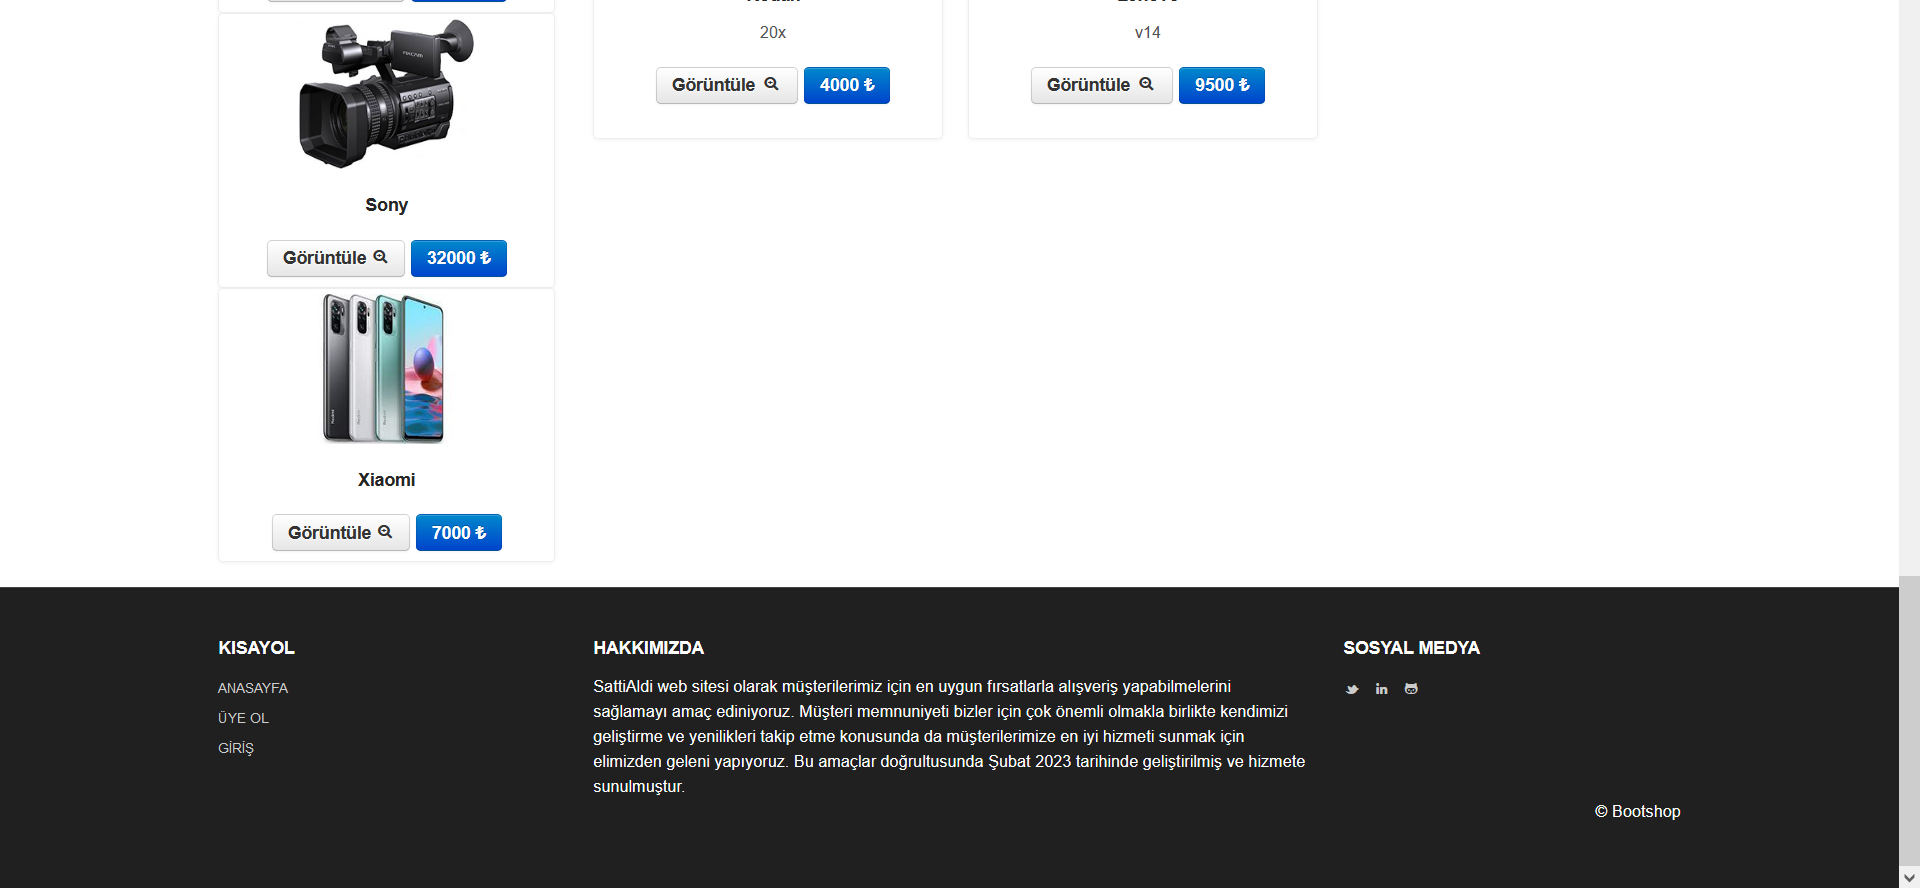 Sony
Görüntüle
32000 ₺
Xiaomi
Görüntüle
7000 ₺
20x
Görüntüle
4000 ₺
v14
Görüntüle
9500 ₺
KISAYOL
ANASAYFA
ÜYE OL
GİRİŞ
HAKKIMIZDA
SattiAldi web sitesi olarak müşterilerimiz için en uygun fırsatlarla alışveriş yapabilmelerini
sağlamayı amaç ediniyoruz. Müşteri memnuniyeti bizler için çok önemli olmakla birlikte kendimizi
geliştirme ve yenilikleri takip etme konusunda da müşterilerimize en iyi hizmeti sunmak için
elimizden geleni yapıyoruz. Bu amaçlar doğrultusunda Şubat 2023 tarihinde geliştirilmiş ve hizmete
sunulmuştur.
SOSYAL MEDYA
© Bootshop